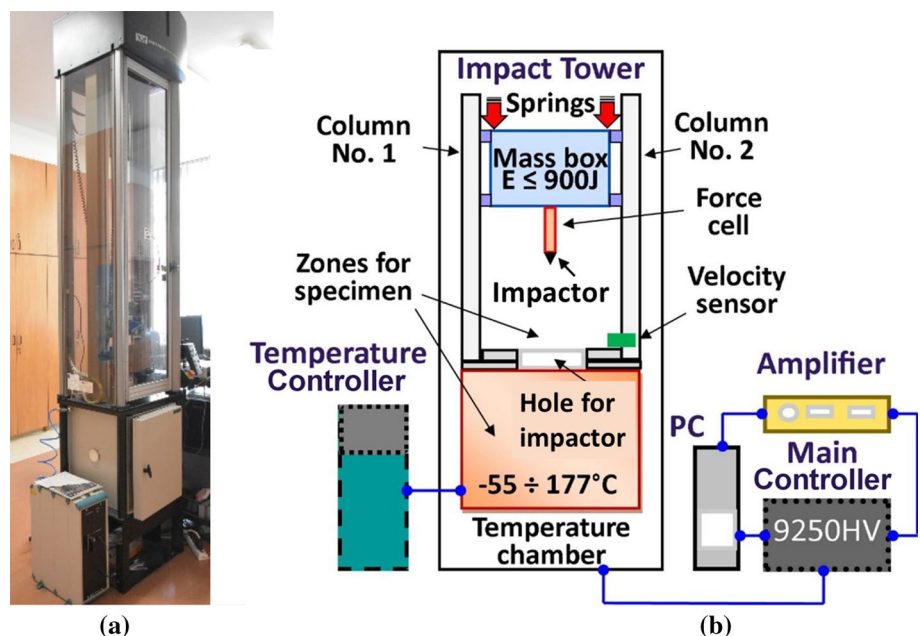 Impact Tower
Springs
Column
No. 1
Column
No. 2
Mass box
E ≤ 900J
Force
cell
Zones for
specimen
Impactor
Velocity
sensor
Temperature
Controller
Hole for
impactor
-55 ÷ 177°C
Temperature
chamber
Amplifier
PC
Main
Controller
9250HV
(a)
(b)